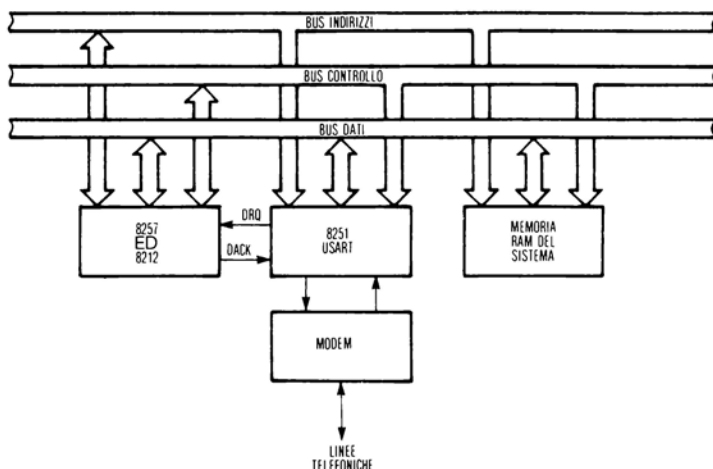 BUS INDIRIZZI
BUS CONTROLLO
BUS DATI
8257
ED
8212
DRQ
DACK
8251
USART
MEMORIA
RAM DEL
SISTEMA
MODEM
LINEE
TELEFONICHE